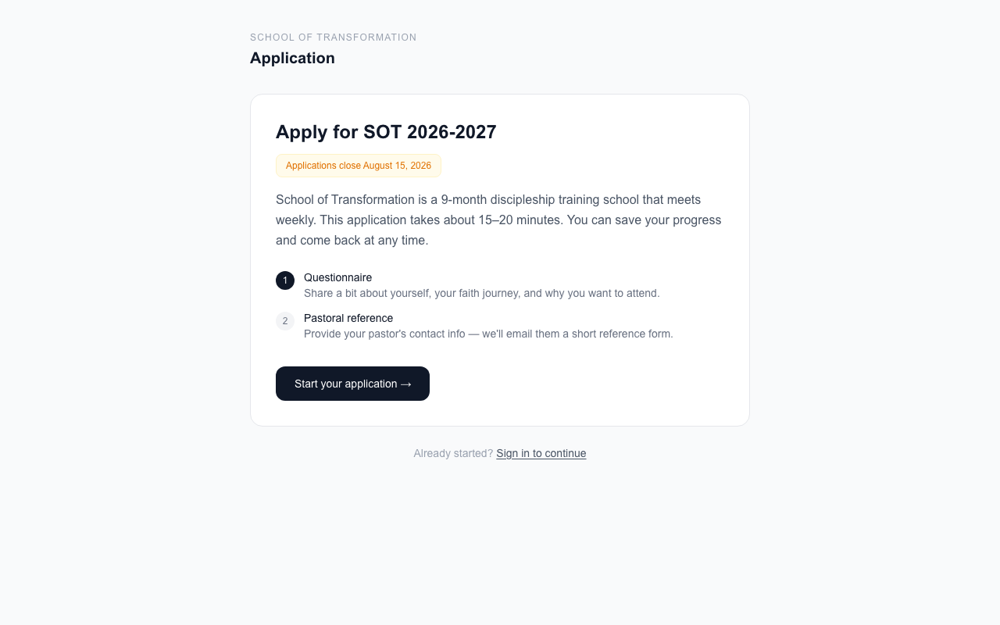 SCHOOL OF TRANSFORMATION
Application
Apply for SOT 2026-2027
Applications close August 15, 2026
School of Transformation is a 9-month discipleship training school that meets
weekly. This application takes about 15–20 minutes. You can save your progress
and come back at any time.
1
Questionnaire
Share a bit about yourself, your faith journey, and why you want to attend.
2
Pastoral reference
Provide your pastor's contact info — we'll email them a short reference form.
Start your application →
Already started? Sign in to continue